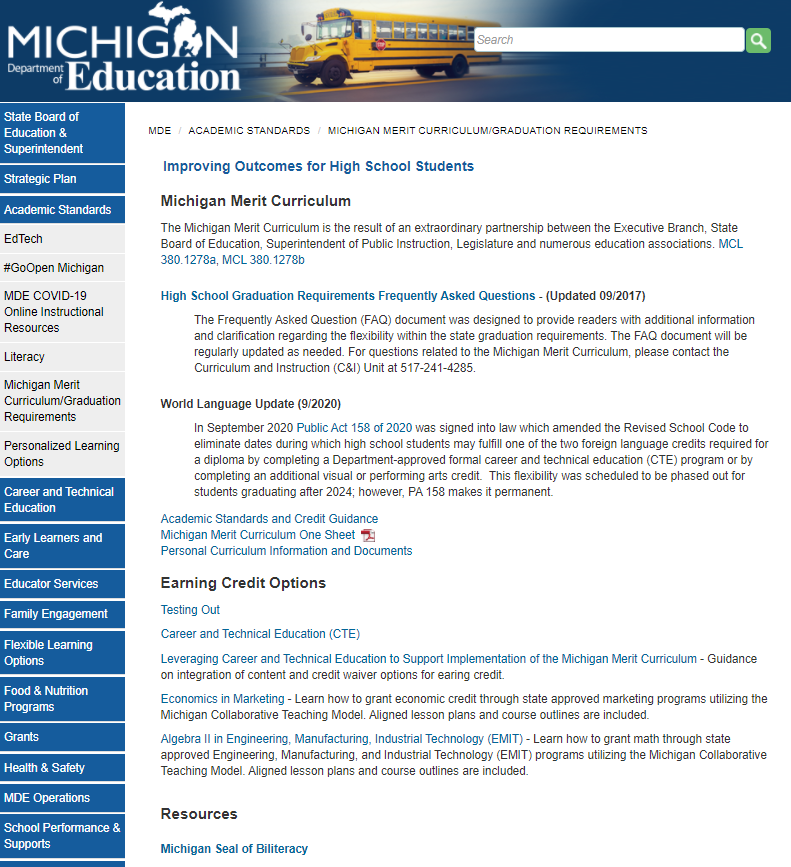 MICHIGAN
Department of Education
Search
State Board of
Education &
Superintendent
Strategic Plan
Academic Standards
EdTech
#GoOpen Michigan
MDE COVID-19
Online Instructional
Resources
Literacy
Michigan Merit
Curriculum/Graduation
Requirements
Personalized Learning
Options
Career and Technical
Education
Early Learners and
Care
Educator Services
Family Engagement
Flexible Learning
Options
Food & Nutrition
Programs
Grants
Health & Safety
MDE Operations
School Performance &
Supports
MDE / ACADEMIC STANDARDS / MICHIGAN MERIT CURRICULUM/GRADUATION REQUIREMENTS
Improving Outcomes for High School Students
Michigan Merit Curriculum
The Michigan Merit Curriculum is the result of an extraordinary partnership between the Executive Branch, State
Board of Education, Superintendent of Public Instruction, Legislature and numerous education associations. MCL
380.1278a, MCL 380.1278b
High School Graduation Requirements Frequently Asked Questions - (Updated 09/2017)
The Frequently Asked Question (FAQ) document was designed to provide readers with additional information
and clarification regarding the flexibility within the state graduation requirements. The FAQ document will be
regularly updated as needed. For questions related to the Michigan Merit Curriculum, please contact the
Curriculum and Instruction (C&I) Unit at 517-241-4285.
World Language Update (9/2020)
In September 2020 Public Act 158 of 2020 was signed into law which amended the Revised School Code to
eliminate dates during which high school students may fulfill one of the two foreign language credits required for
a diploma by completing a Department-approved formal career and technical education (CTE) program or by
completing an additional visual or performing arts credit. This flexibility was scheduled to be phased out for
students graduating after 2024; however, PA 158 makes it permanent.
Academic Standards and Credit Guidance
Michigan Merit Curriculum One Sheet
Personal Curriculum Information and Documents
Earning Credit Options
Testing Out
Career and Technical Education (CTE)
Leveraging Career and Technical Education to Support Implementation of the Michigan Merit Curriculum - Guidance
on integration of content and credit waiver options for earing credit.
Economics in Marketing - Learn how to grant economic credit through state approved marketing programs utilizing the
Michigan Collaborative Teaching Model. Aligned lesson plans and course outlines are included.
Algebra II in Engineering, Manufacturing, Industrial Technology (EMIT) - Learn how to grant math through state
approved Engineering, Manufacturing, and Industrial Technology (EMIT) programs utilizing the Michigan Collaborative
Teaching Model. Aligned lesson plans and course outlines are included.
Resources
Michigan Seal of Biliteracy